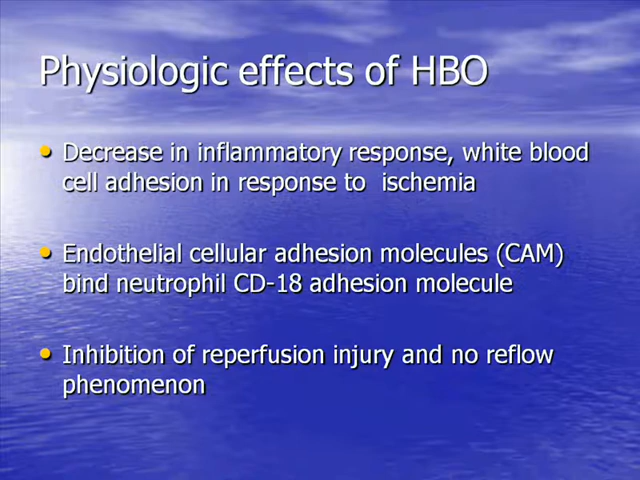 Physiologic effects of HBO
• Decrease in inflammatory response, white blood
cell adhesion in response to  ischemia
• Endothelial cellular adhesion molecules (CAM)
bind neutrophil CD-18 adhesion molecule
• Inhibition of reperfusion injury and no reflow
phenomenon